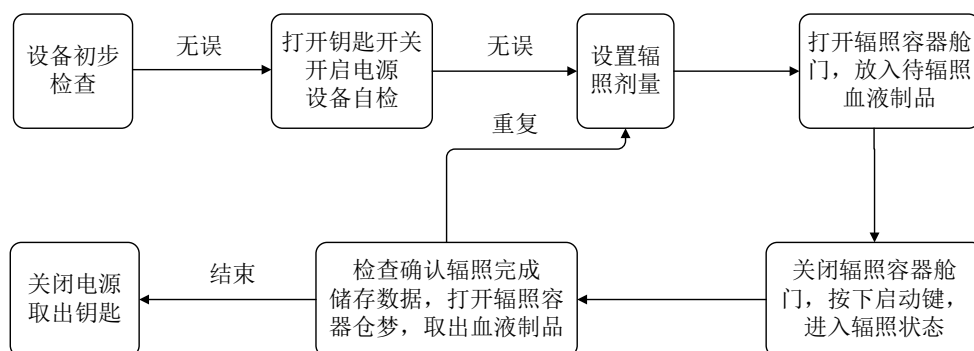 设备初步
检查
无误
打开钥匙开关
开启电源
设备自检
无误
设置辐
照剂量
打开辐照容器舱
门，放入待辐照
血液制品
重复
关闭电源
取出钥匙
结束
检查确认辐照完成
储存数据，打开辐照容
器仓梦，取出血液制品
关闭辐照容器舱
门，按下启动键，
进入辐照状态